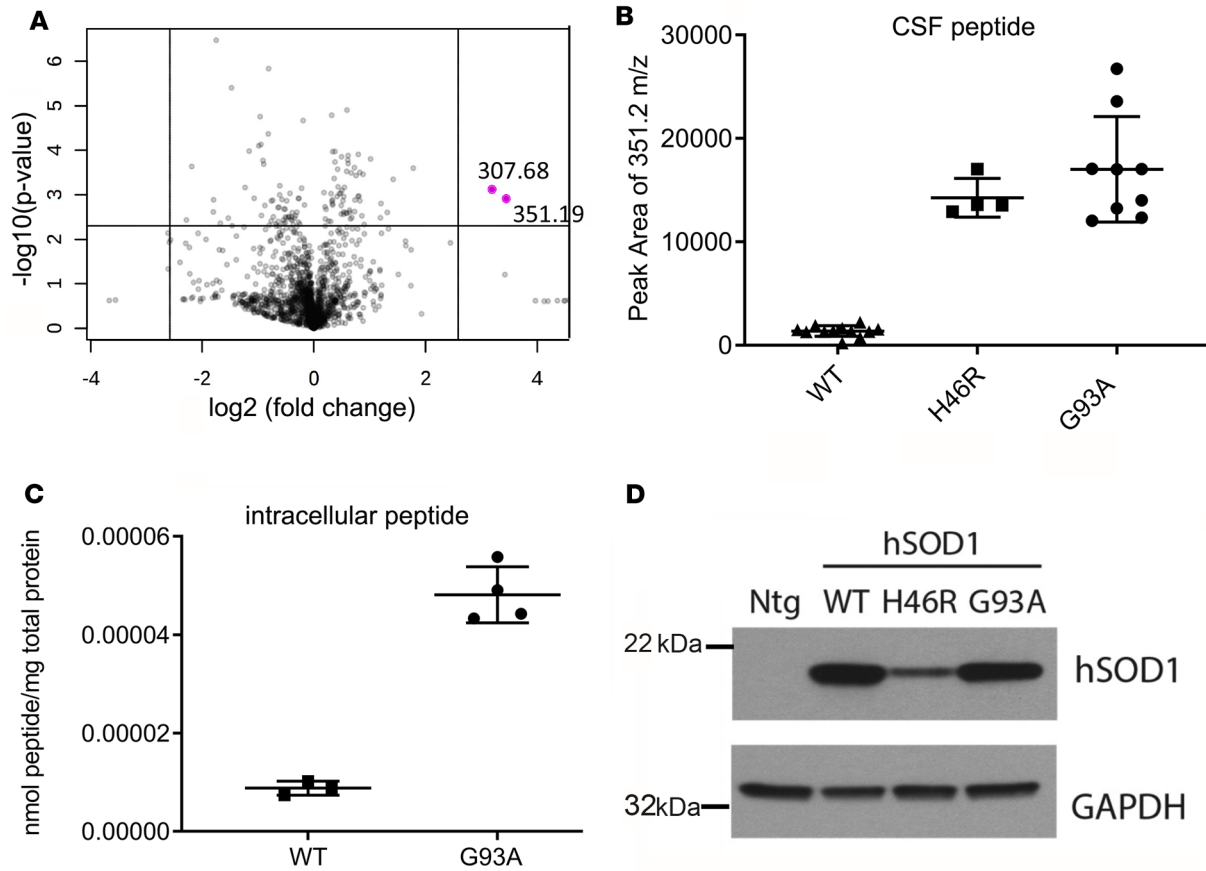 A
-log10(p-value)
6
5
4
3
2
1
0
307.68
351.19
-4 -2 0 2 4
log2 (fold change)
B
CSF peptide
Peak Area of 351.2 m/z
30000
20000
10000
0
WT
H46R
G93A
C
intracellular peptide
nmol peptide/mg total protein
0.00006
0.00004
0.00002
0.00000
WT G93A
D
hSOD1
Ntg WT H46R G93A
22 kDa
hSOD1
32kDa
GAPDH